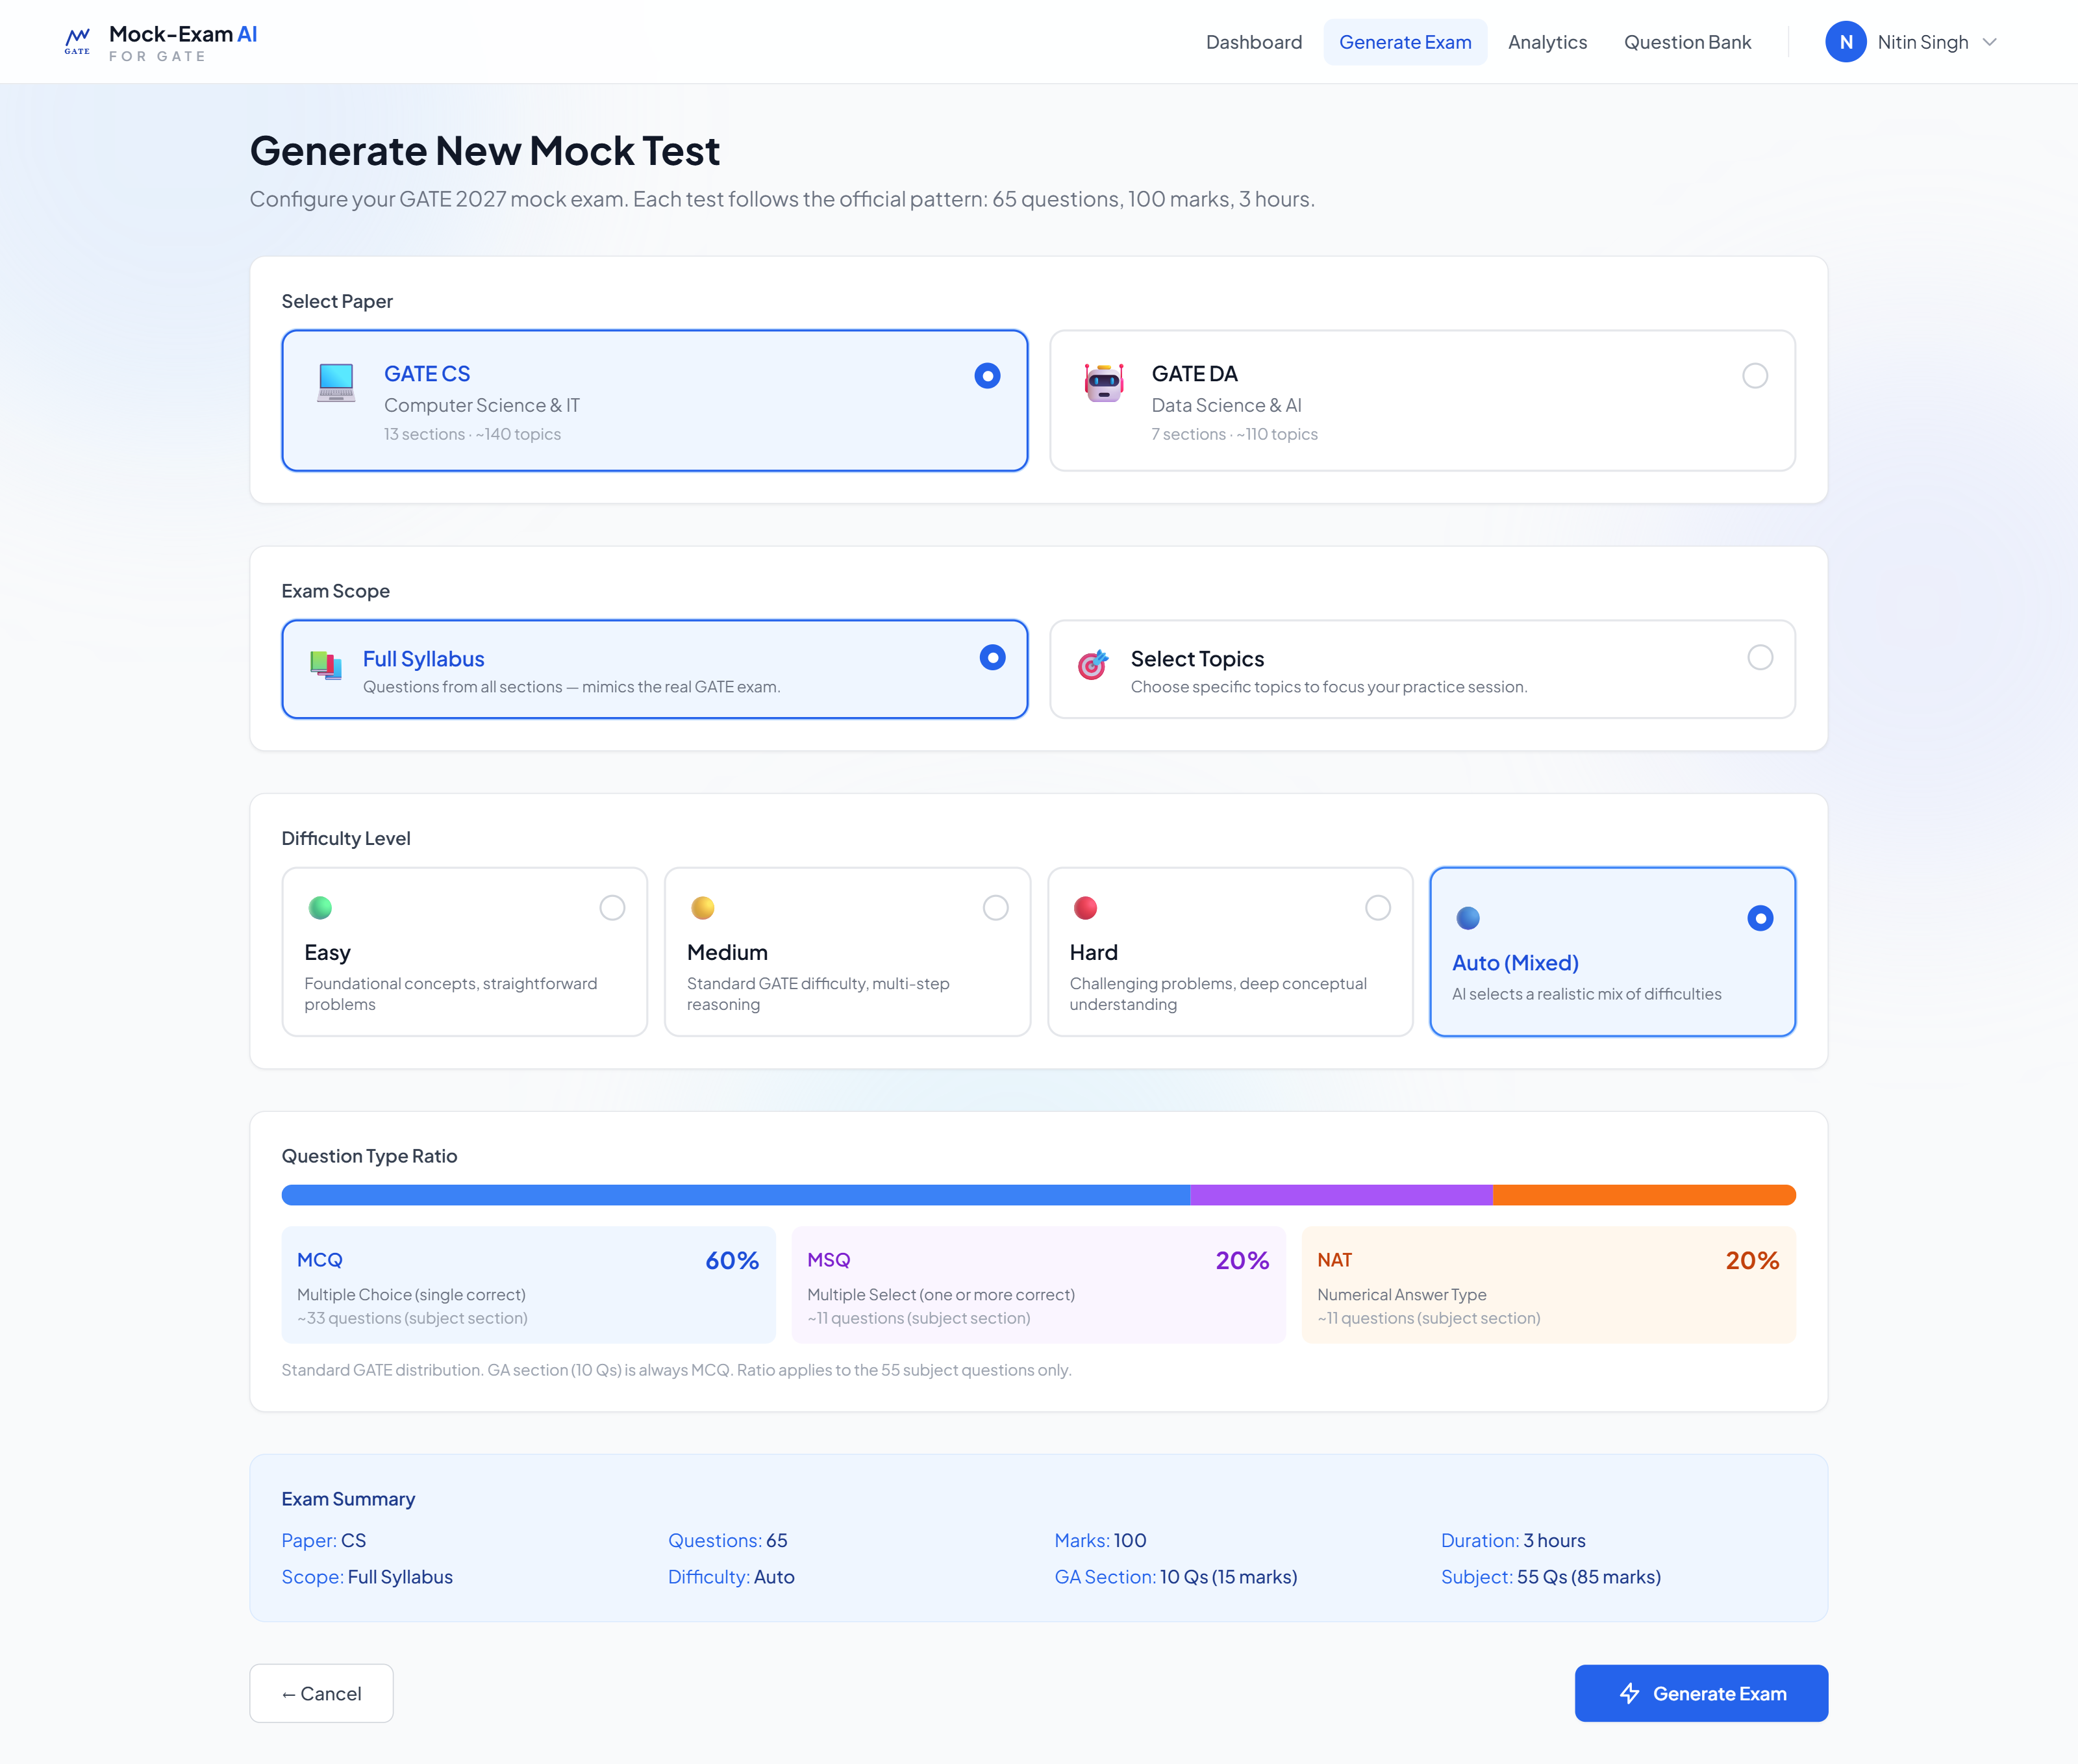 Mock-Exam AI
FOR GATE
GATE
Dashboard
Generate Exam
Analytics
Question Bank
N
Nitin Singh
Generate New Mock Test
Configure your GATE 2027 mock exam. Each test follows the official pattern: 65 questions, 100 marks, 3 hours.
Select Paper
GATE CS
Computer Science & IT
13 sections · ~140 topics
GATE DA
Data Science & AI
7 sections · ~110 topics
Exam Scope
Full Syllabus
Questions from all sections — mimics the real GATE exam.
Select Topics
Choose specific topics to focus your practice session.
Difficulty Level
Easy
Foundational concepts, straightforward
problems
Medium
Standard GATE difficulty, multi-step
reasoning
Hard
Challenging problems, deep conceptual
understanding
Auto (Mixed)
AI selects a realistic mix of difficulties
Question Type Ratio
MCQ 60%
Multiple Choice (single correct)
~33 questions (subject section)
MSQ 20%
Multiple Select (one or more correct)
~11 questions (subject section)
NAT 20%
Numerical Answer Type
~11 questions (subject section)
Standard GATE distribution. GA section (10 Qs) is always MCQ. Ratio applies to the 55 subject questions only.
Exam Summary
Paper: CS
Questions: 65
Marks: 100
Duration: 3 hours
Scope: Full Syllabus
Difficulty: Auto
GA Section: 10 Qs (15 marks)
Subject: 55 Qs (85 marks)
← Cancel
Generate Exam